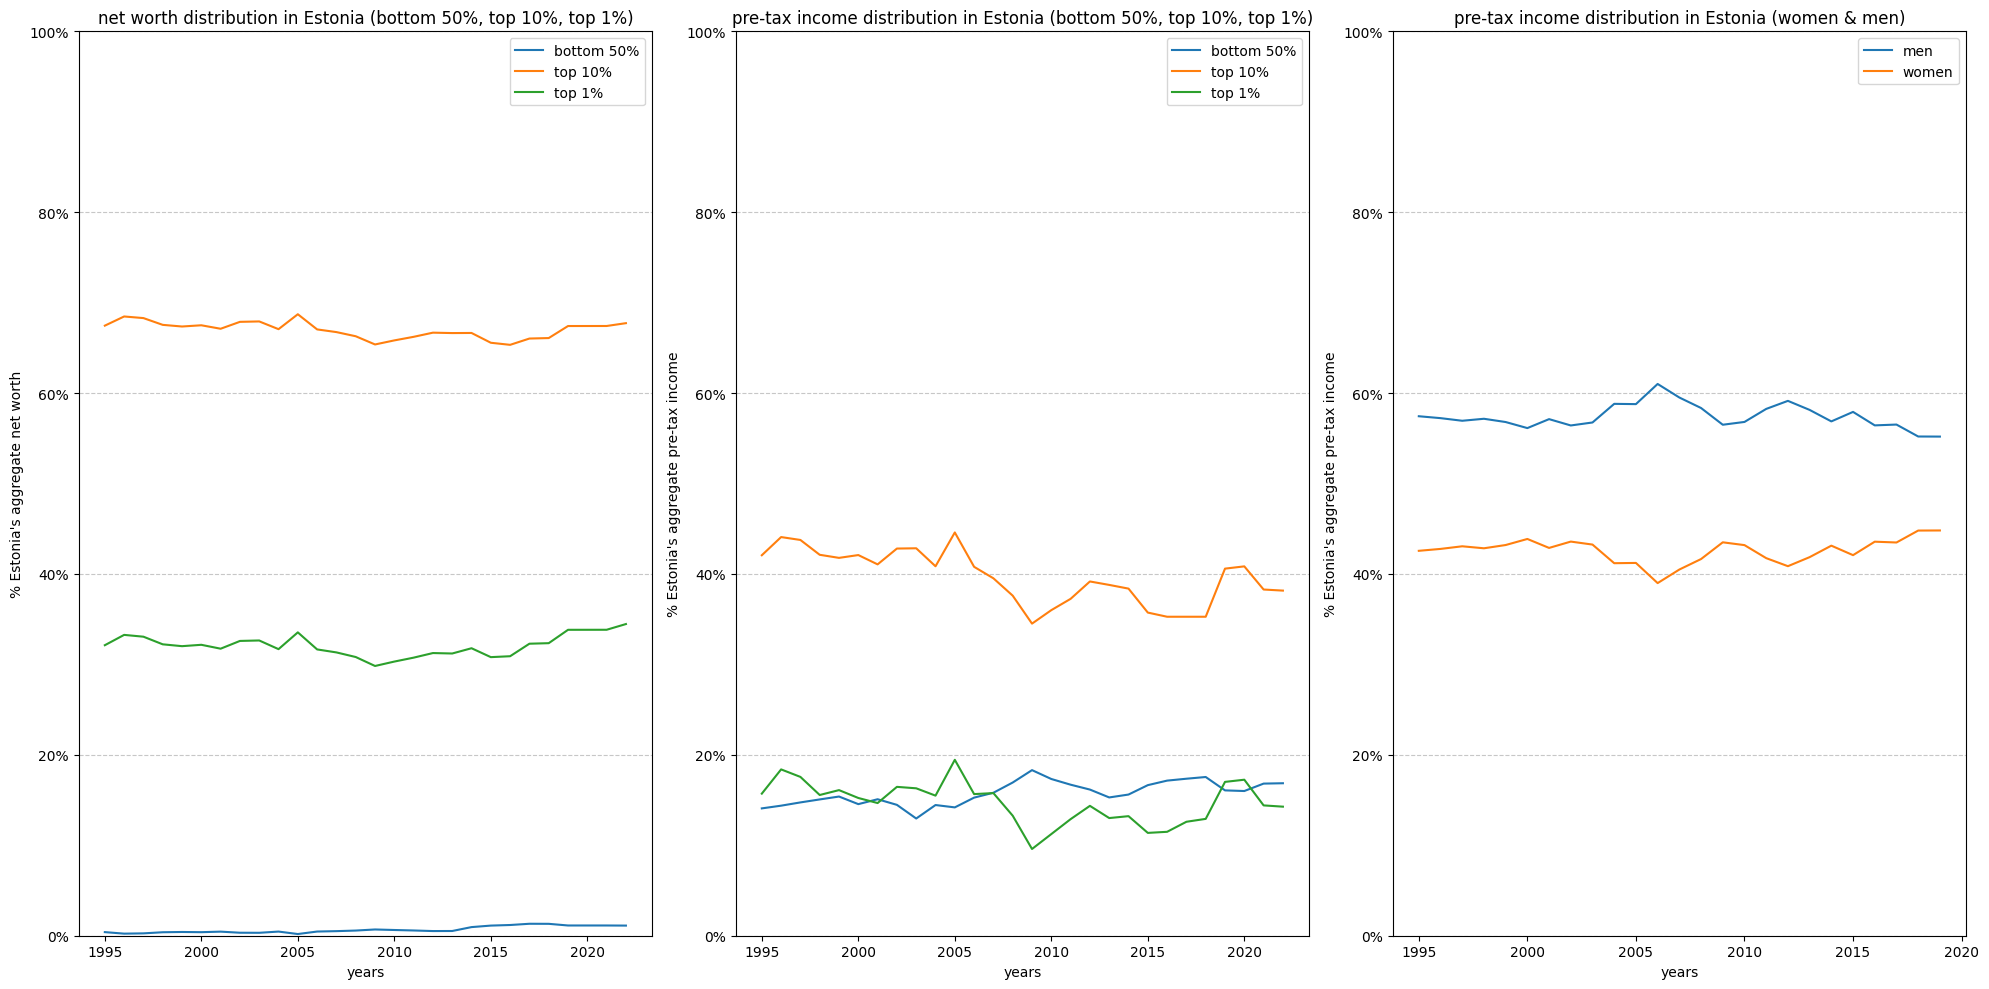 net worth distribution in Estonia (bottom 50%, top 10%, top 1%)
100%
80%
60%
40%
20%
0%
% Estonia's aggregate net worth
bottom 50%
top 10%
top 1%
1995 2000 2005 2010 2015 2020
years
pre-tax income distribution in Estonia (bottom 50%, top 10%, top 1%)
100%
80%
60%
40%
20%
0%
% Estonia's aggregate pre-tax income
bottom 50%
top 10%
top 1%
1995 2000 2005 2010 2015 2020
years
pre-tax income distribution in Estonia (women & men)
100%
80%
60%
40%
20%
0%
% Estonia's aggregate pre-tax income
men
women
1995 2000 2005 2010 2015 2020
years